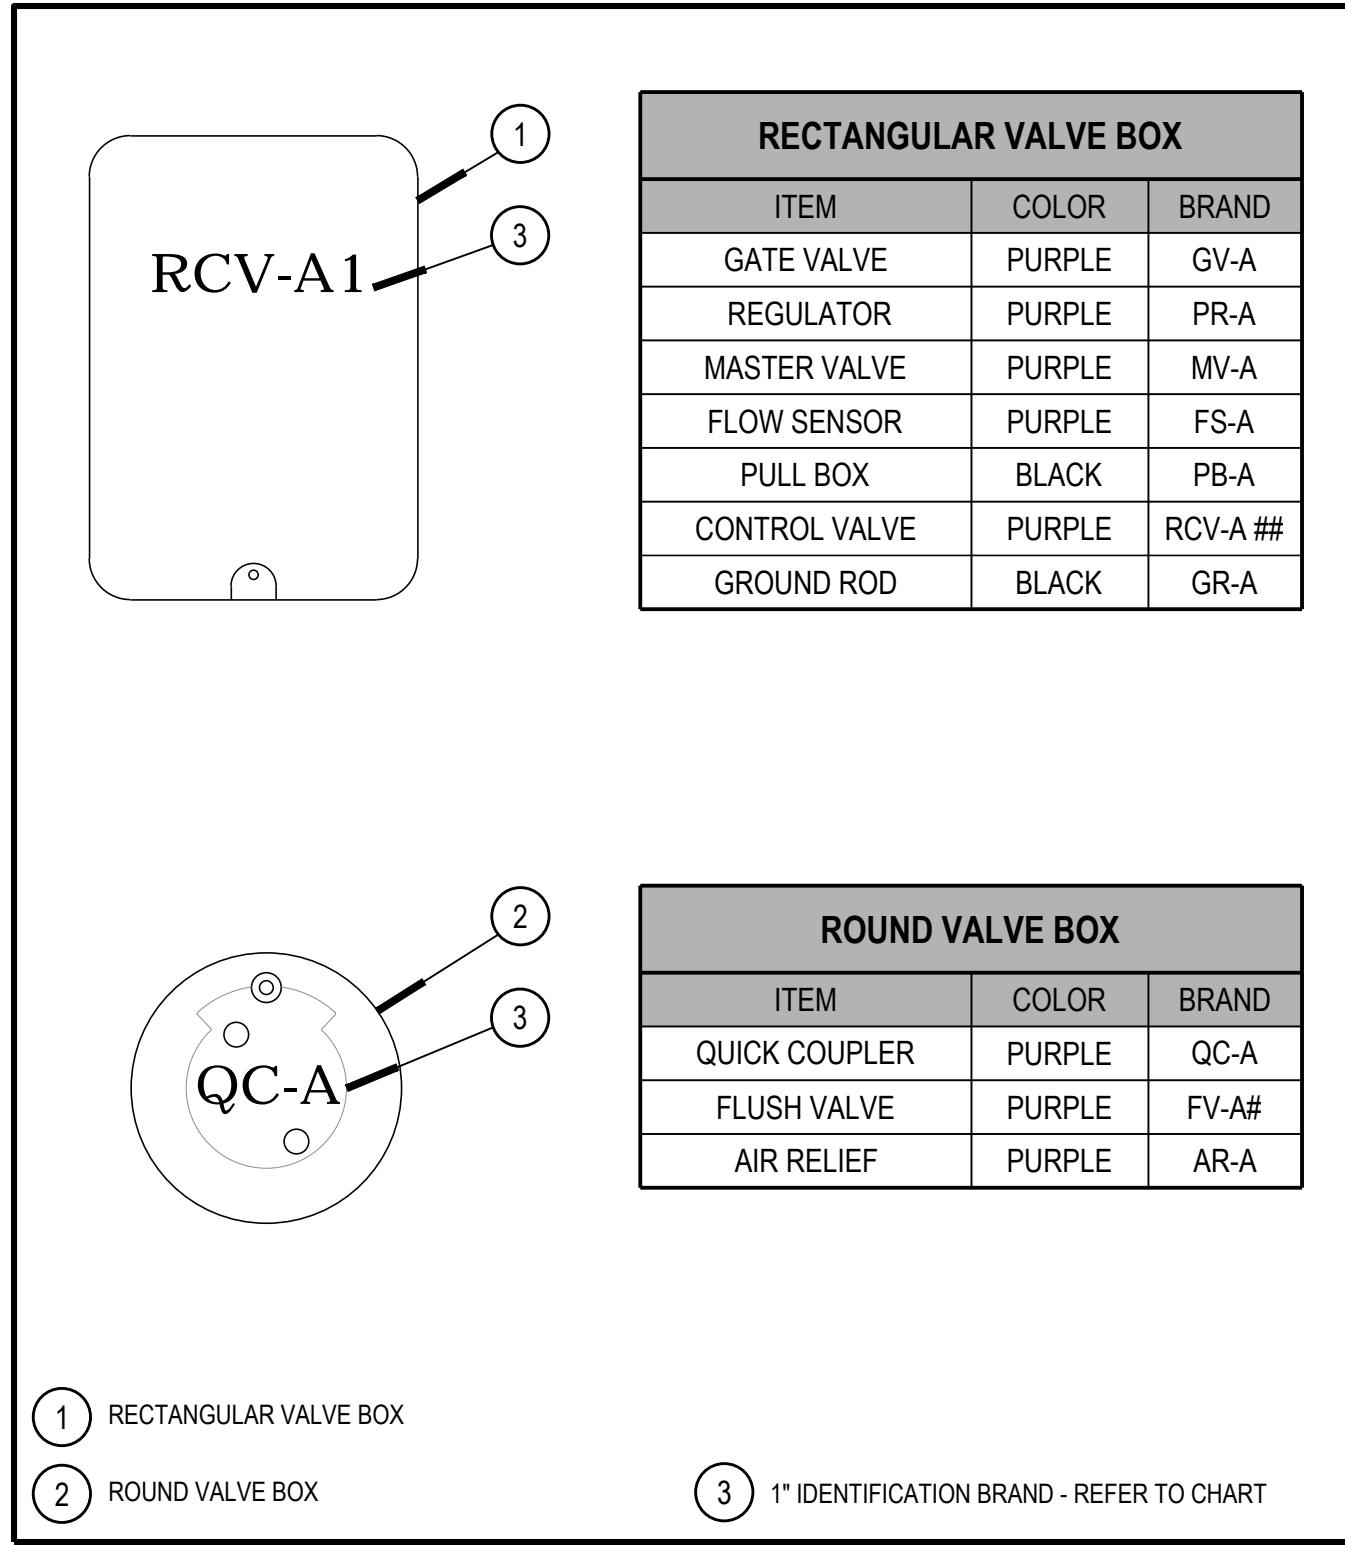 1
3
RCV-A1
RECTANGULAR VALVE BOX
ITEM COLOR BRAND
GATE VALVE PURPLE GV-A
REGULATOR PURPLE PR-A
MASTER VALVE PURPLE MV-A
FLOW SENSOR PURPLE FS-A
PULL BOX BLACK PB-A
CONTROL VALVE PURPLE RCV-A ##
GROUND ROD BLACK GR-A
2
3
QC-A
ROUND VALVE BOX
ITEM COLOR BRAND
QUICK COUPLER PURPLE QC-A
FLUSH VALVE PURPLE FV-A#
AIR RELIEF PURPLE AR-A
1 RECTANGULAR VALVE BOX
2 ROUND VALVE BOX
3 1" IDENTIFICATION BRAND - REFER TO CHART